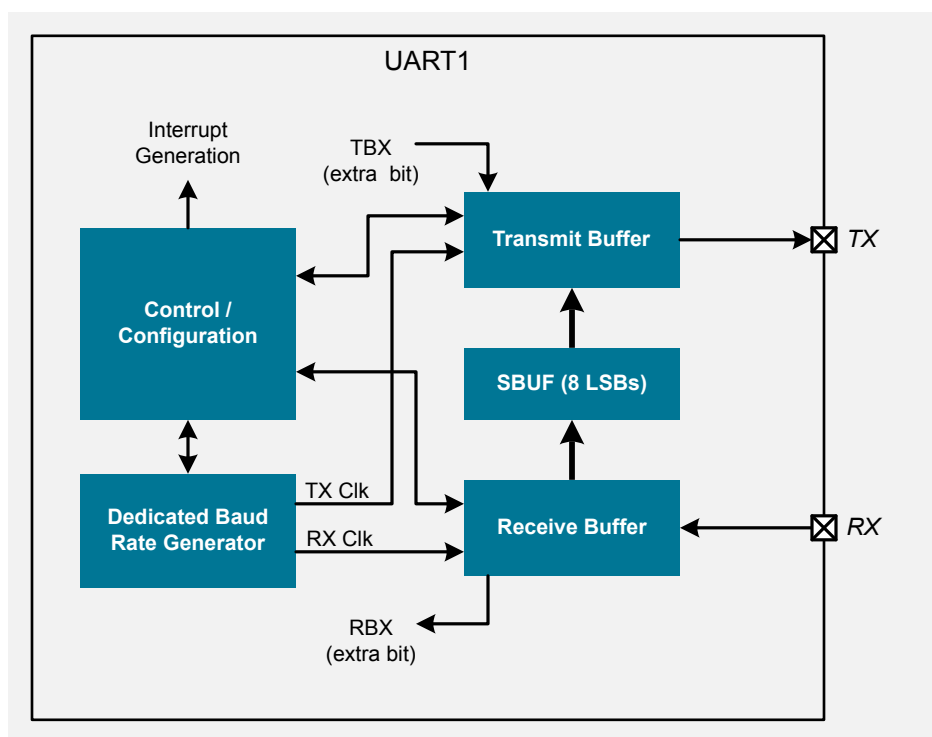 UART1
Interrupt
Generation
TBX
(extra bit)
Transmit Buffer
TX
Control /
Configuration
SBUF (8 LSBs)
TX Clk
Dedicated Baud
Rate Generator
RX Clk
Receive Buffer
RX
RBX
(extra bit)